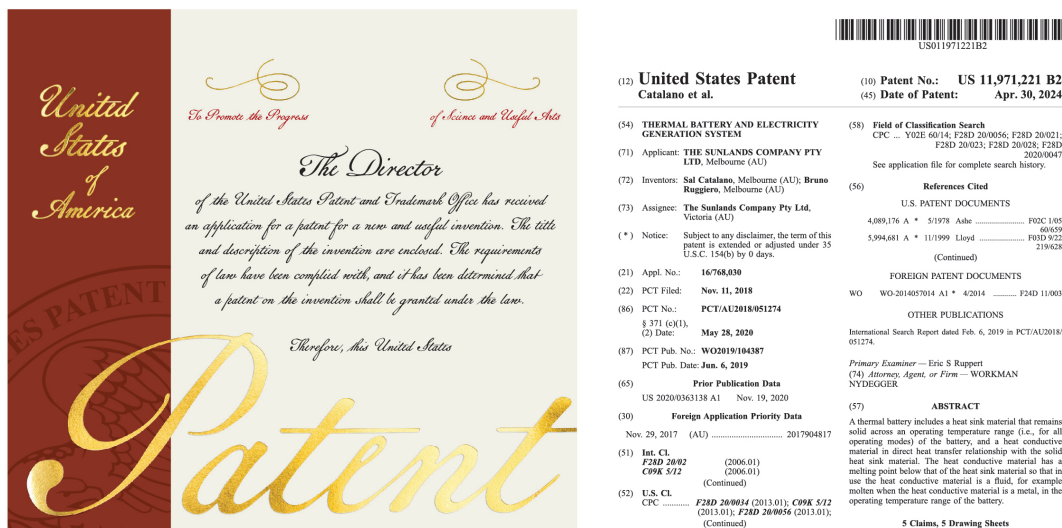 United
States
of
America
To Promote the Progress
of Science and Useful Arts
The Director
of the United States Patent and Trademark Office has received
an application for a patent for a new and useful invention. The title
and description of the invention are enclosed. The requirements
of law have been complied with, and it has been determined that
a patent on the invention shall be granted under the law.
Therefore, this United States
ES PATENT
Patent
US011971221B2
(12) United States Patent
Catalano et al.
(10) Patent No.: US 11,971,221 B2
(45) Date of Patent: Apr. 30, 2024
(54) THERMAL BATTERY AND ELECTRICITY
GENERATION SYSTEM
(71) Applicant: THE SUNLANDS COMPANY PTY
LTD, Melbourne (AU)
(72) Inventors: Sal Catalano, Melbourne (AU); Bruno
Ruggiero, Melbourne (AU)
(73) Assignee: The Sunlands Company Pty Ltd,
Victoria (AU)
( * ) Notice: Subject to any disclaimer, the term of this
patent is extended or adjusted under 35
U.S.C. 154(b) by 0 days.
(21) Appl. No.: 16/768,030
(22) PCT Filed: Nov. 11, 2018
(86) PCT No.: PCT/AU2018/051274
§ 371 (c)(1),
(2) Date: May 28, 2020
(87) PCT Pub. No.: WO2019/104387
PCT Pub. Date: Jun. 6, 2019
(65) Prior Publication Data
US 2020/0363138 A1 Nov. 19, 2020
(30) Foreign Application Priority Data
Nov. 29, 2017 (AU) ................................ 2017904817
(51) Int. Cl.
F28D 20/02 (2006.01)
C09K 5/12 (2006.01)
(Continued)
(52) U.S. Cl.
CPC ........ F28D 20/0034 (2013.01); C09K 5/12
(2013.01); F28D 20/0056 (2013.01);
(Continued)
(58) Field of Classification Search
CPC ... Y02E 60/14; F28D 20/0056; F28D 20/021;
F28D 20/023; F28D 20/028; F28D
2020/0047
See application file for complete search history.
(56) References Cited
U.S. PATENT DOCUMENTS
4,089,176 A * 5/1978 Ashe ...................... F02C 1/05
60/659
5,994,681 A * 11/1999 Lloyd .................... F03D 9/22
219/628
(Continued)
FOREIGN PATENT DOCUMENTS
WO WO-2014057014 A1 * 4/2014 ........... F24D 11/003
OTHER PUBLICATIONS
International Search Report dated Feb. 6, 2019 in PCT/AU2018/
051274.
Primary Examiner — Eric S Ruppert
(74) Attorney, Agent, or Firm — WORKMAN
NYDEGGER
(57) ABSTRACT
A thermal battery includes a heat sink material that remains
solid across an operating temperature range (i.e., for all
operating modes) of the battery, and a heat conductive
material in direct heat transfer relationship with the solid
heat sink material. The heat conductive material has a
melting point below that of the heat sink material so that in
use the heat conductive material is a fluid, for example
molten when the heat conductive material is a metal, in the
operating temperature range of the battery.
5 Claims, 5 Drawing Sheets